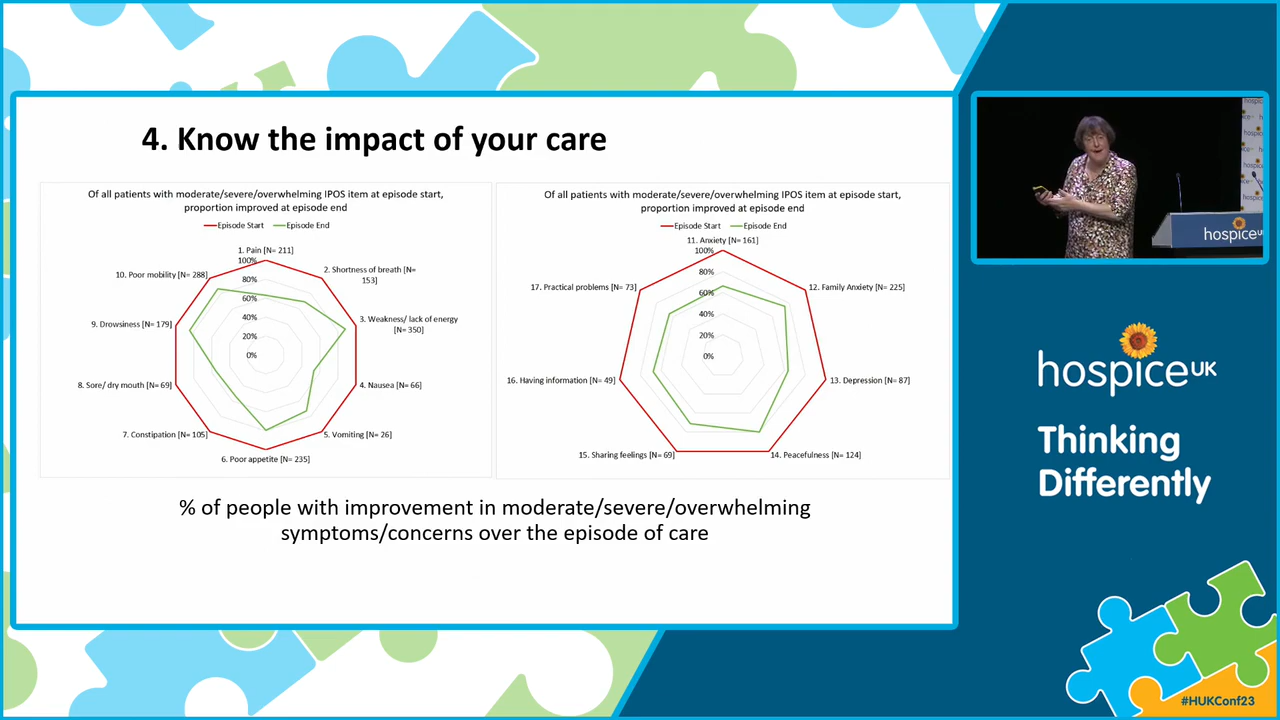 4. Know the impact of your care
Of all patients with moderate/severe/overwhelming IPOS item at episode start,
proportion improved at episode end
Episode Start Episode End
1. Pain [N= 211]
100%
80%
60%
40%
20%
0%
2. Shortness of breath [N=
153]
3. Weakness/ lack of energy
[N= 350]
4. Nausea [N= 66]
5. Vomiting [N= 26]
6. Poor appetite [N= 235]
7. Constipation [N= 105]
8. Sore/ dry mouth [N= 69]
9. Drowsiness [N= 179]
10. Poor mobility [N= 288]
Of all patients with moderate/severe/overwhelming IPOS item at episode start,
proportion improved at episode end
Episode Start Episode End
11. Anxiety [N= 161]
100%
80%
60%
40%
20%
0%
12. Family Anxiety [N= 225]
13. Depression [N= 87]
14. Peacefulness [N= 124]
15. Sharing feelings [N= 69]
16. Having information [N= 49]
17. Practical problems [N= 73]
% of people with improvement in moderate/severe/overwhelming
symptoms/concerns over the episode of care
hospice
hospice UK
Thinking
Differently
#HUKConf23